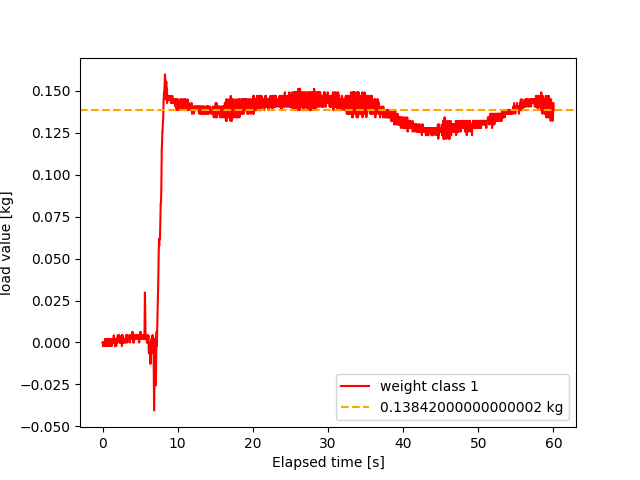 load value [kg]
0.150
0.125
0.100
0.075
0.050
0.025
0.000
−0.025
−0.050
weight class 1
0.13842000000000002 kg
0 10 20 30 40 50 60
Elapsed time [s]